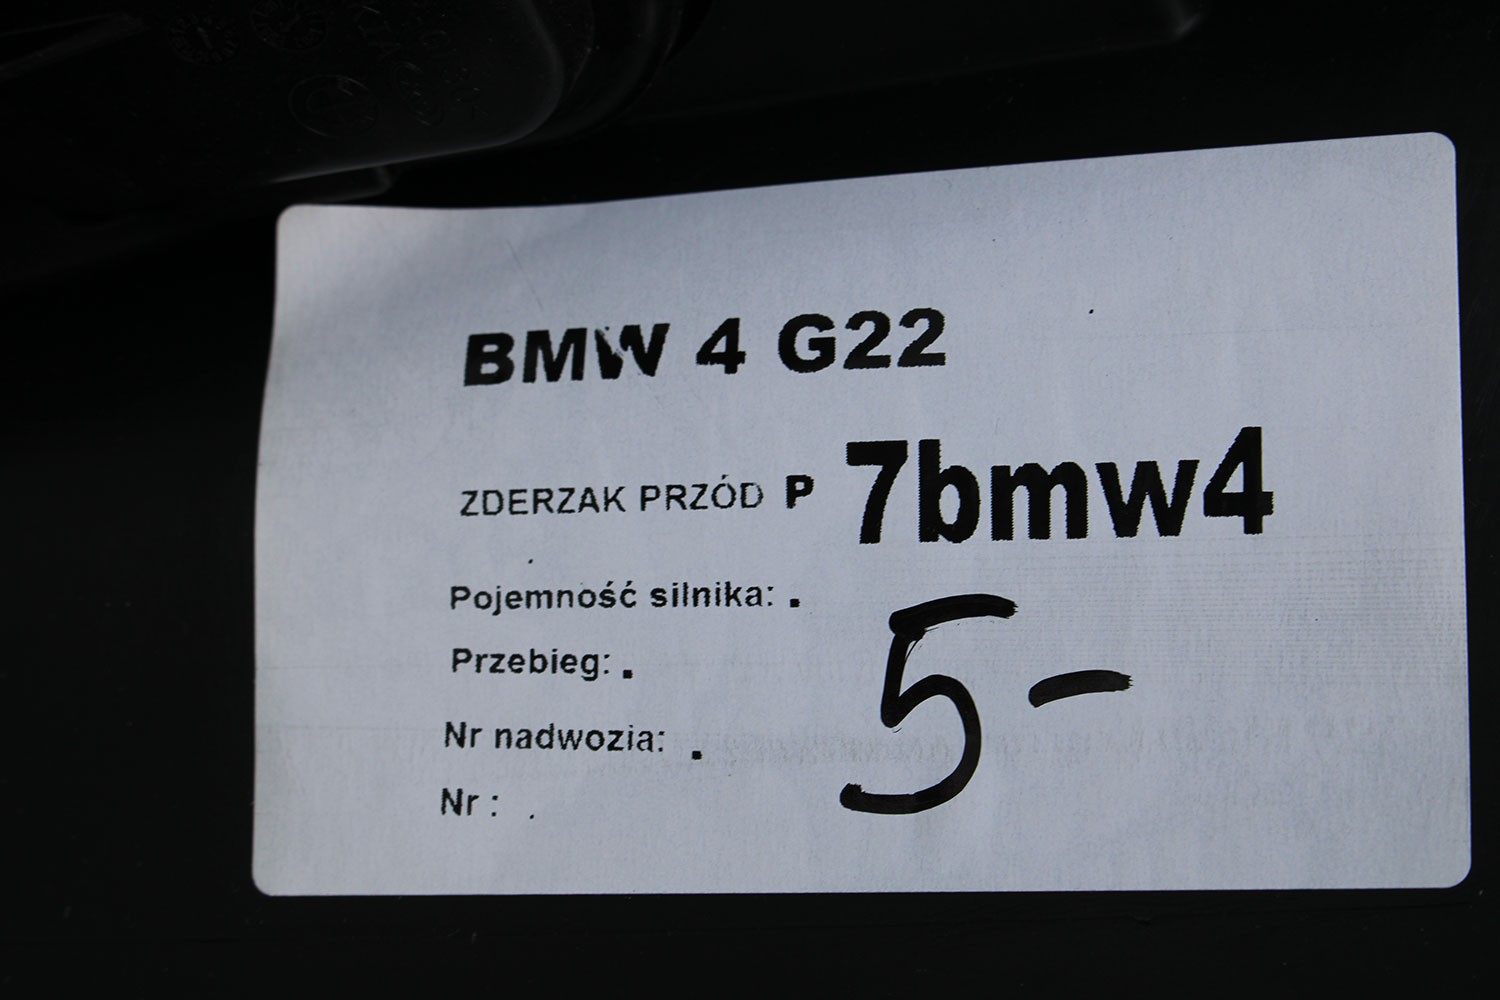 BMW 4 G22
ZDERZAK PRZÓD P 7bmw4
Pojemność silnika: .
Przebieg: .
Nr nadwozia: .
Nr : .
5-